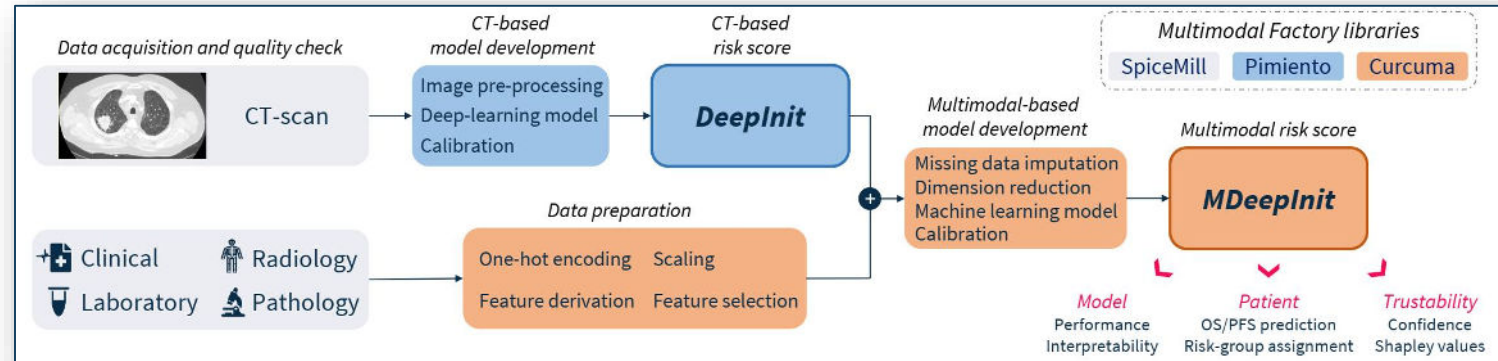 Data acquisition and quality check
CT-scan
CT-based
model development
Image pre-processing
Deep-learning model
Calibration
CT-based
risk score
DeepInit
Multimodal Factory libraries
SpiceMill Pimiento Curcuma
Clinical Radiology
Laboratory Pathology
Data preparation
One-hot encoding Scaling
Feature derivation Feature selection
+
Multimodal-based
model development
Missing data imputation
Dimension reduction
Machine learning model
Calibration
Multimodal risk score
MDeepInit
Model
Performance
Interpretability
Patient
OS/PFS prediction
Risk-group assignment
Trustability
Confidence
Shapley values